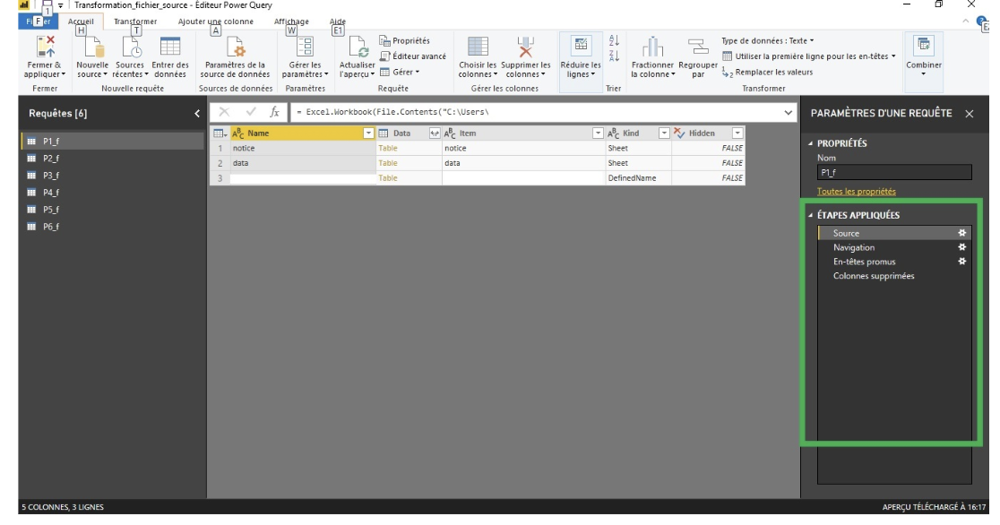 Transformation_fichier_source - Éditeur Power Query
1
Fichier Accueil Transformer Ajouter une colonne Affichage Aide
F H T A W E1
Fermer & appliquer
Nouvelle source
Sources récentes
Entrer des données
Paramètres de la source de données
Gérer les paramètres
Actualiser l'aperçu
Propriétés
Éditeur avancé
Gérer
Choisir les colonnes
Supprimer les colonnes
Réduire les lignes
Fractionner la colonne
Regrouper par
Type de données : Texte
Utiliser la première ligne pour les en-têtes
Remplacer les valeurs
Combiner
Fermer Nouvelle requête Sources de données Paramètres Requête Gérer les colonnes Trier Transformer
Requêtes [6]
P1_f
P2_f
P3_f
P4_f
P5_f
P6_f
fx = Excel.Workbook(File.Contents("C:\Users\
ABC Name Data ABC Item ABC Kind Hidden
1 notice Table notice Sheet FALSE
2 data Table data Sheet FALSE
3 Table DefinedName FALSE
PARAMÈTRES D'UNE REQUÊTE
PROPRIÉTÉS
Nom
P1_f
Toutes les propriétés
ÉTAPES APPLIQUÉES
Source
Navigation
En-têtes promus
Colonnes supprimées
5 COLONNES, 3 LIGNES
APERÇU TÉLÉCHARGÉ À 16:17